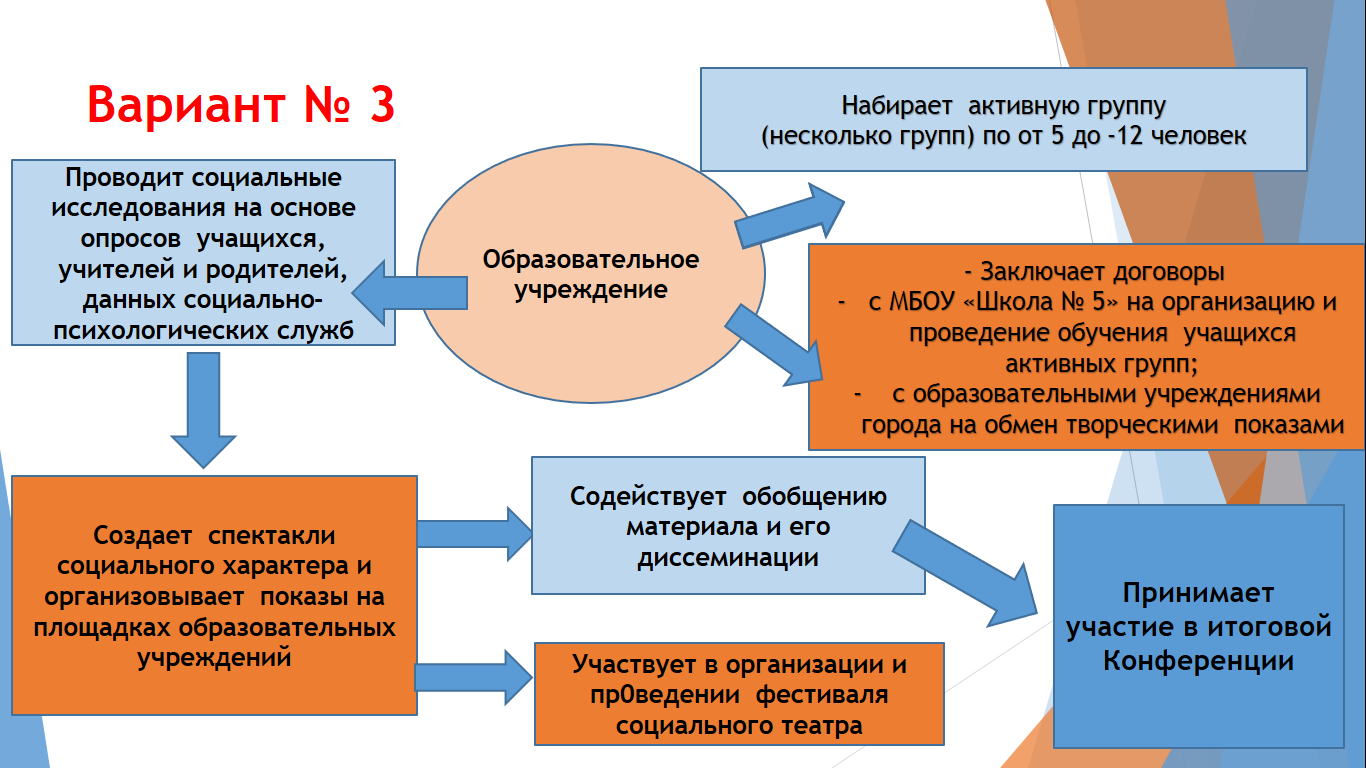 Вариант № 3
Набирает активную группу
(несколько групп) по от 5 до -12 человек
Проводит социальные
исследования на основе
опросов учащихся,
учителей и родителей,
данных социально-
психологических служб
Образовательное
учреждение
- Заключает договоры
- с МБОУ «Школа № 5» на организацию и
проведение обучения учащихся
активных групп;
- с образовательными учреждениями
города на обмен творческими показами
Создает спектакли
социального характера и
организовывает показы на
площадках образовательных
учреждений
Содействует обобщению
материала и его
диссеминации
Участвует в организации и
пр0ведении фестиваля
социального театра
Принимает
участие в итоговой
Конференции